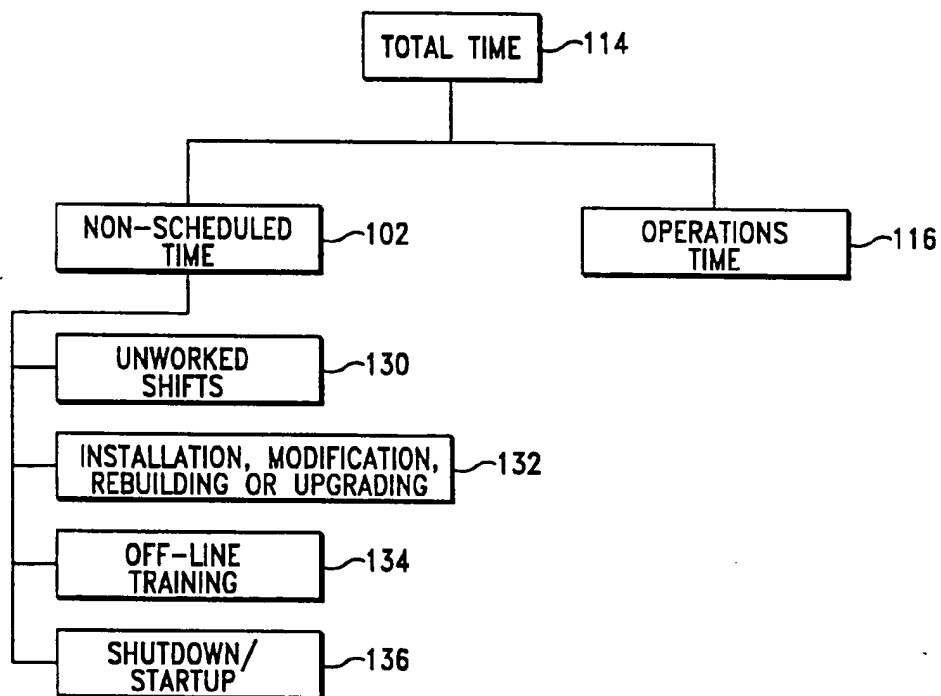 TOTAL TIME 114
NON-SCHEDULED
TIME 102
OPERATIONS
TIME 116
UNWORKED
SHIFTS 130
INSTALLATION, MODIFICATION,
REBUILDING OR UPGRADING 132
OFF-LINE
TRAINING 134
SHUTDOWN/
STARTUP 136